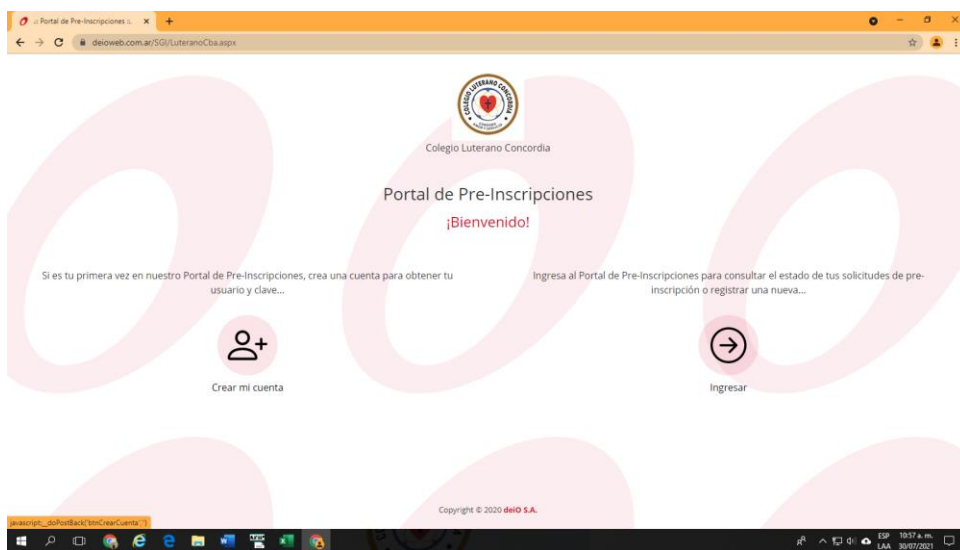 .: Portal de Pre-Inscripciones :.
deioweb.com.ar/SGI/LuteranoCba.aspx
COLEGIO LUTERANO CONCORDIA
Colegio Luterano Concordia
Portal de Pre-Inscripciones
¡Bienvenido!
Si es tu primera vez en nuestro Portal de Pre-Inscripciones, crea una cuenta para obtener tu
usuario y clave...
Crear mi cuenta
Ingresa al Portal de Pre-Inscripciones para consultar el estado de tus solicitudes de pre-
inscripción o registrar una nueva...
Ingresar
Copyright © 2020 deiO S.A.
javascript:__doPostBack('btnCrearCuenta','')
ESP
LAA
10:57 a. m.
30/07/2021